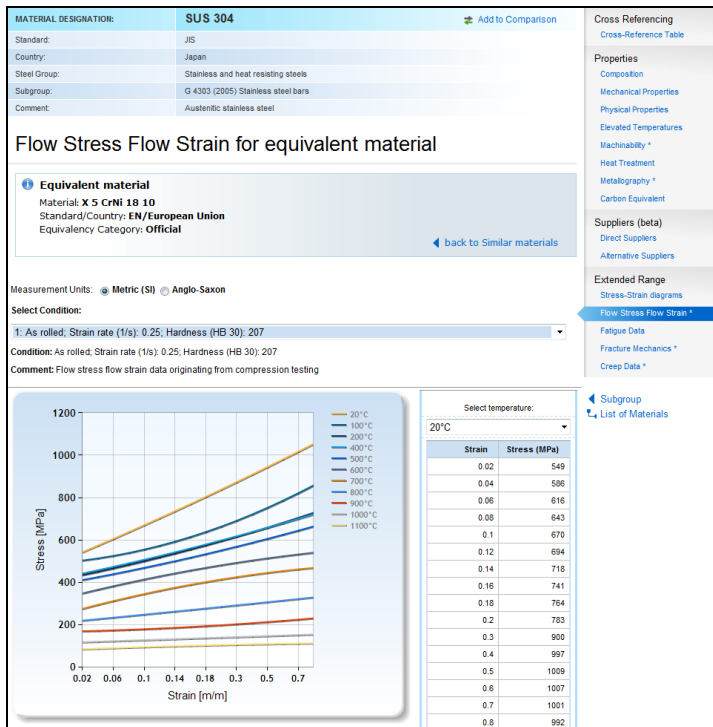 MATERIAL DESIGNATION: SUS 304 Add to Comparison
Standard: JIS
Country: Japan
Steel Group: Stainless and heat resisting steels
Subgroup: G 4303 (2005) Stainless steel bars
Comment: Austenitic stainless steel
Flow Stress Flow Strain for equivalent material
Equivalent material
Material: X 5 CrNi 18 10
Standard/Country: EN/European Union
Equivalency Category: Official
back to Similar materials
Measurement Units: Metric (SI) Anglo-Saxon
Select Condition:
1: As rolled; Strain rate (1/s): 0.25; Hardness (HB 30): 207
Condition: As rolled; Strain rate (1/s): 0.25; Hardness (HB 30): 207
Comment: Flow stress flow strain data originating from compression testing
1200
1000
800
600
400
200
0
Stress [MPa]
0.02 0.06 0.1 0.14 0.18 0.3 0.5 0.7
Strain [m/m]
20°C
100°C
200°C
400°C
500°C
600°C
700°C
800°C
900°C
1000°C
1100°C
Select temperature:
20°C
Strain Stress (MPa)
0.02 549
0.04 586
0.06 616
0.08 643
0.1 670
0.12 694
0.14 718
0.16 741
0.18 764
0.2 783
0.3 900
0.4 997
0.5 1009
0.6 1007
0.7 1001
0.8 992
Cross Referencing
Cross-Reference Table
Properties
Composition
Mechanical Properties
Physical Properties
Elevated Temperatures
Machinability *
Heat Treatment
Metallography *
Carbon Equivalent
Suppliers (beta)
Direct Suppliers
Alternative Suppliers
Extended Range
Stress-Strain diagrams
Flow Stress Flow Strain *
Fatigue Data
Fracture Mechanics *
Creep Data *
Subgroup
List of Materials